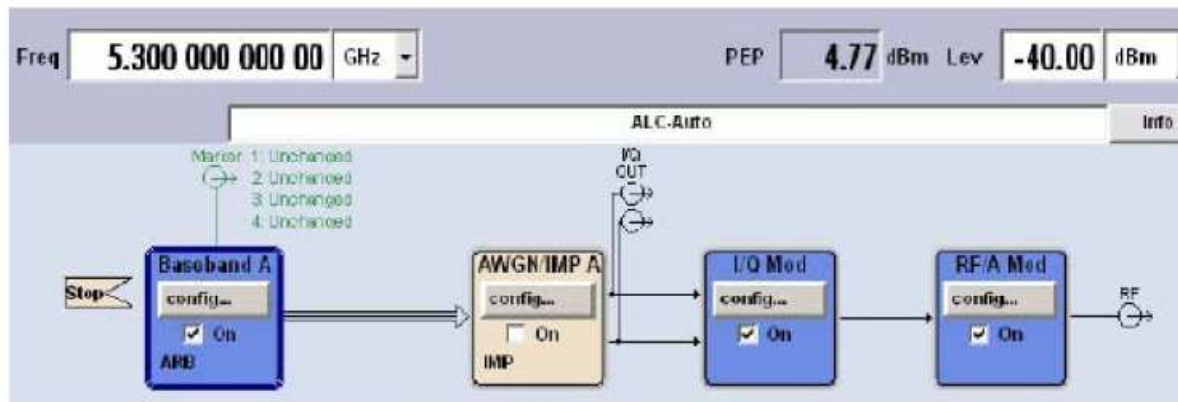 Freq 5.300 000 000 00 GHz PEP 4.77 dBm Lev -40.00 dBm
ALC-Auto Info
Marker 1: Unchanged
2: Unchanged
3: Unchanged
4: Unchanged
I/Q
OUT
Baseband A AWGN/IMP A I/Q Mod RF/A Mod
Stop config... config... config... config... RF
On On On On
ARB IMP